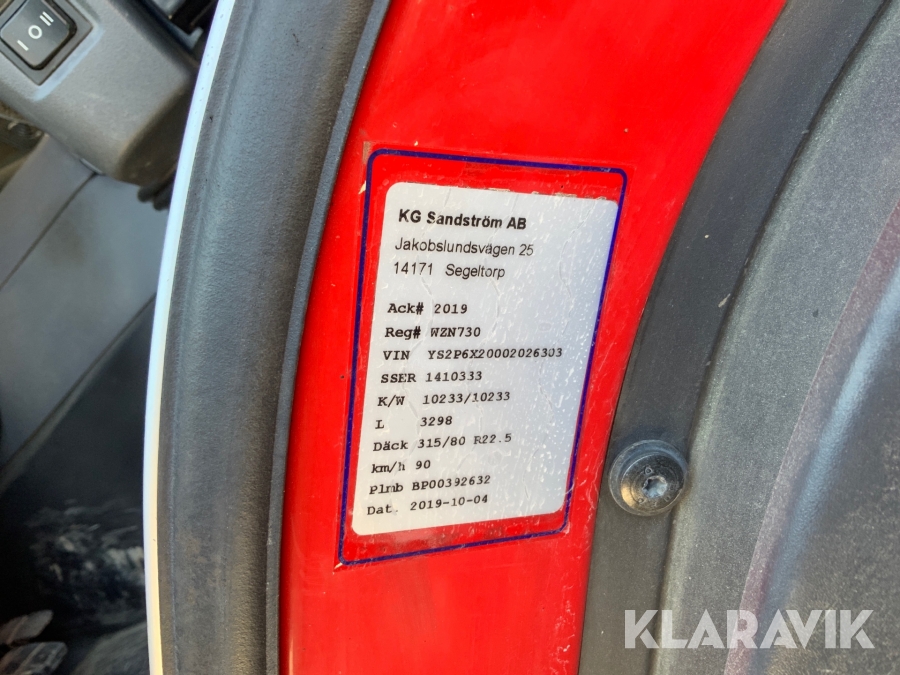 I O II
KG Sandström AB
Jakobslundsvägen 25
14171 Segeltorp
Ack# 2019
Reg# WZN730
VIN YS2P6X20002026303
SSER 1410333
K/W 10233/10233
L 3298
Däck 315/80 R22.5
km/h 90
Plmb BP00392632
Dat. 2019-10-04
KLARAVIK